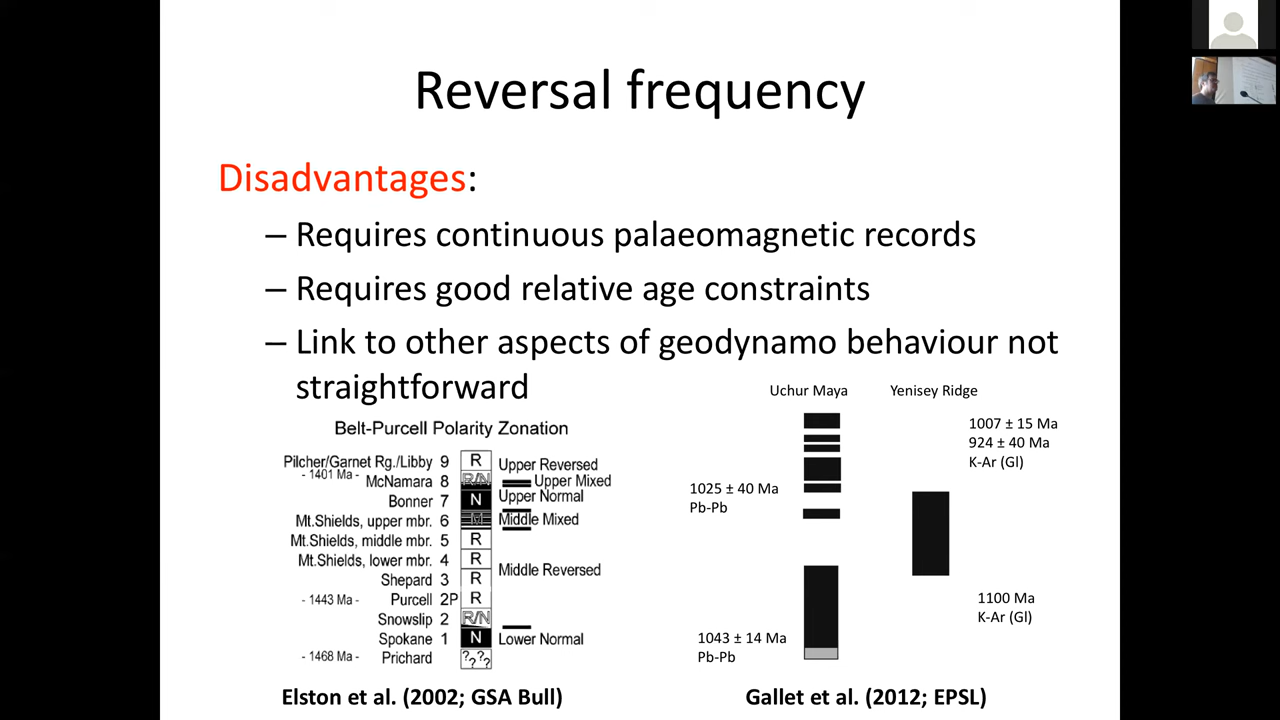 Reversal frequency
Disadvantages:
– Requires continuous palaeomagnetic records
– Requires good relative age constraints
– Link to other aspects of geodynamo behaviour not
straightforward
Belt-Purcell Polarity Zonation
Pilcher/Garnet Rg./Libby 9 R Upper Reversed
- 1401 Ma -
McNamara 8 R/N Upper Mixed
Bonner 7 N Upper Normal
Mt.Shields, upper mbr. 6 M Middle Mixed
Mt.Shields, middle mbr. 5 R
Mt.Shields, lower mbr. 4 R
Middle Reversed
Shepard 3 R
- 1443 Ma - Purcell 2P R
Snowslip 2 R/N
Spokane 1 N Lower Normal
- 1468 Ma - Prichard ? ? ? ?
Elston et al. (2002; GSA Bull)
Uchur Maya Yenisey Ridge
1007 ± 15 Ma
924 ± 40 Ma
K-Ar (Gl)
1025 ± 40 Ma
Pb-Pb
1100 Ma
K-Ar (Gl)
1043 ± 14 Ma
Pb-Pb
Gallet et al. (2012; EPSL)